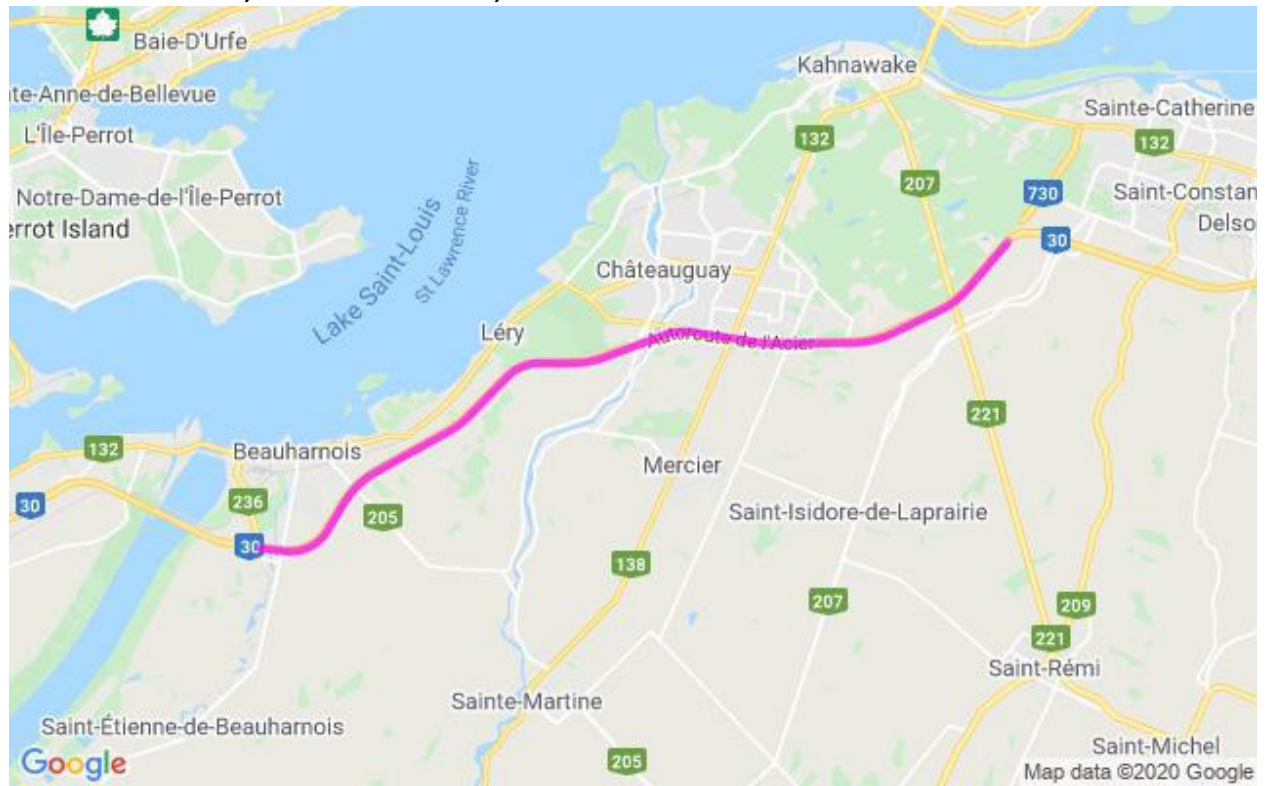 Baie-D'Urfe
te-Anne-de-Bellevue
L'Île-Perrot
Notre-Dame-de-l'Île-Perrot
errot Island
Lake Saint-Louis
St Lawrence River
Kahnawake
Sainte-Catherine
132
132
207
730
Saint-Constan
Delso
30
Châteauguay
Léry
Autoroute de l'Acier
221
132
Beauharnois
Mercier
30
236
205
Saint-Isidore-de-Laprairie
30
138
207
209
221
Saint-Rémi
Sainte-Martine
Saint-Étienne-de-Beauharnois
205
Saint-Michel
Google
Map data ©2020 Google